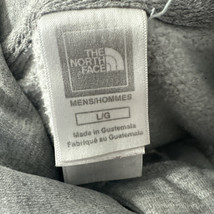 THE
NORTH
FACE
MENS/HOMMES
L/G
Made in Guatemala
Fabriqué au Guatemala